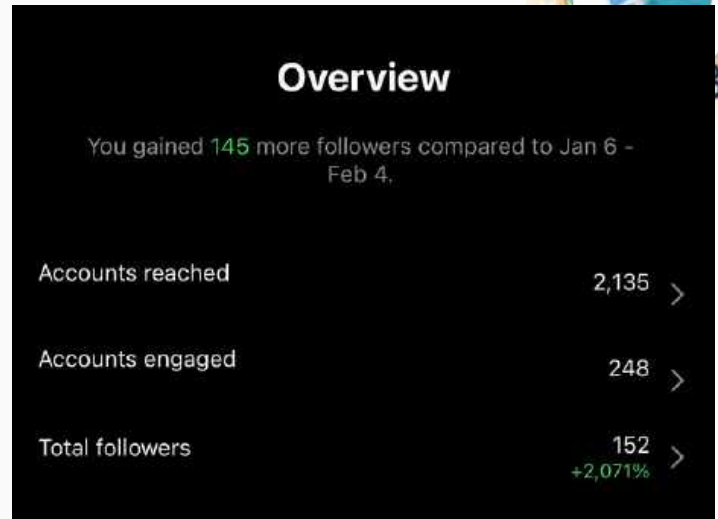 Overview
You gained 145 more followers compared to Jan 6 -
Feb 4.
Accounts reached
2,135
Accounts engaged
248
Total followers
152
+2,071%